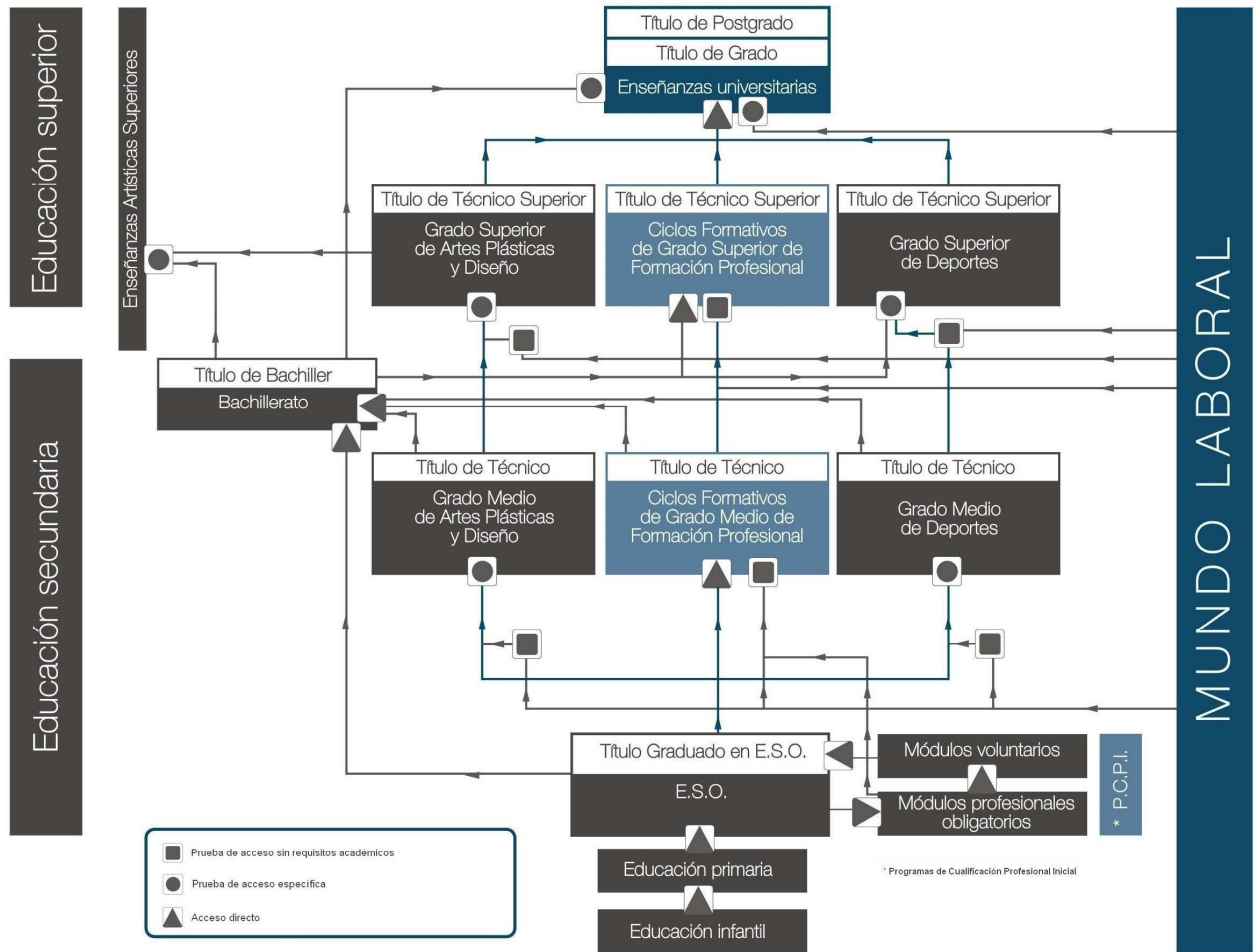 Educación superior
Enseñanzas Artísticas Superiores
Título de Postgrado
Título de Grado
Enseñanzas universitarias
Título de Técnico Superior
Grado Superior
de Artes Plásticas
y Diseño
Título de Técnico Superior
Ciclos Formativos
de Grado Superior de
Formación Profesional
Título de Técnico Superior
Grado Superior
de Deportes
MUNDO LABORAL
Educación secundaria
Título de Bachiller
Bachillerato
Título de Técnico
Grado Medio
de Artes Plásticas
y Diseño
Título de Técnico
Ciclos Formativos
de Grado Medio de
Formación Profesional
Título de Técnico
Grado Medio
de Deportes
Título Graduado en E.S.O.
E.S.O.
Módulos voluntarios
Módulos profesionales
obligatorios
* P.C.P.I.
Educación primaria
Educación infantil
* Programas de Cualificación Profesional Inicial
Prueba de acceso sin requisitos académicos
Prueba de acceso específica
Acceso directo